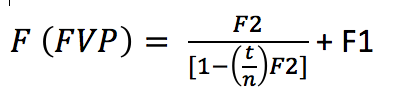 F (FVP) = F2 / [1−(t/n)F2] + F1